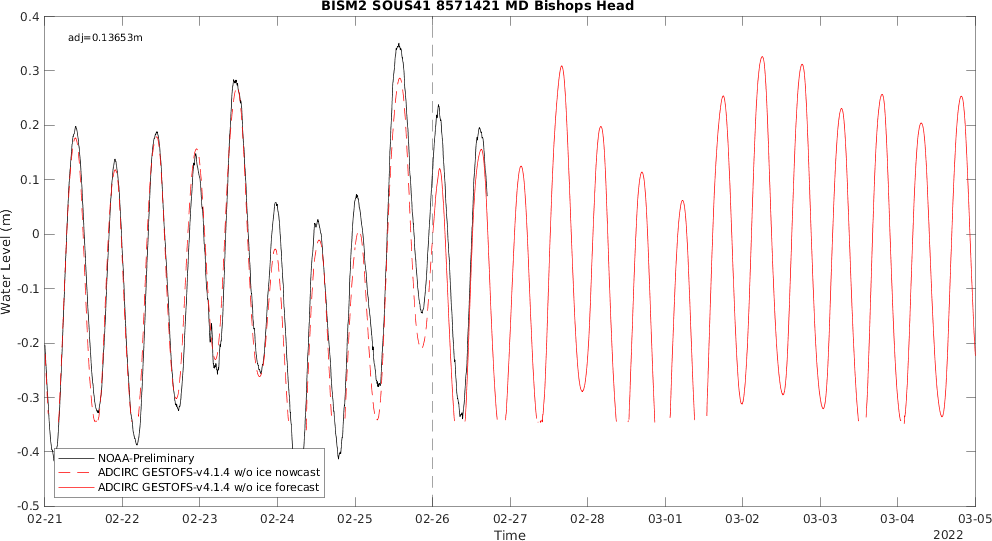 BISM2 SOUS41 8571421 MD Bishops Head
adj=0.13653m
0.4
0.3
0.2
0.1
0
-0.1
-0.2
-0.3
-0.4
-0.5
Water Level (m)
NOAA-Preliminary
ADCIRC GESTOFS-v4.1.4 w/o ice nowcast
ADCIRC GESTOFS-v4.1.4 w/o ice forecast
02-21 02-22 02-23 02-24 02-25 02-26 02-27 02-28 03-01 03-02 03-03 03-04 03-05
Time
2022